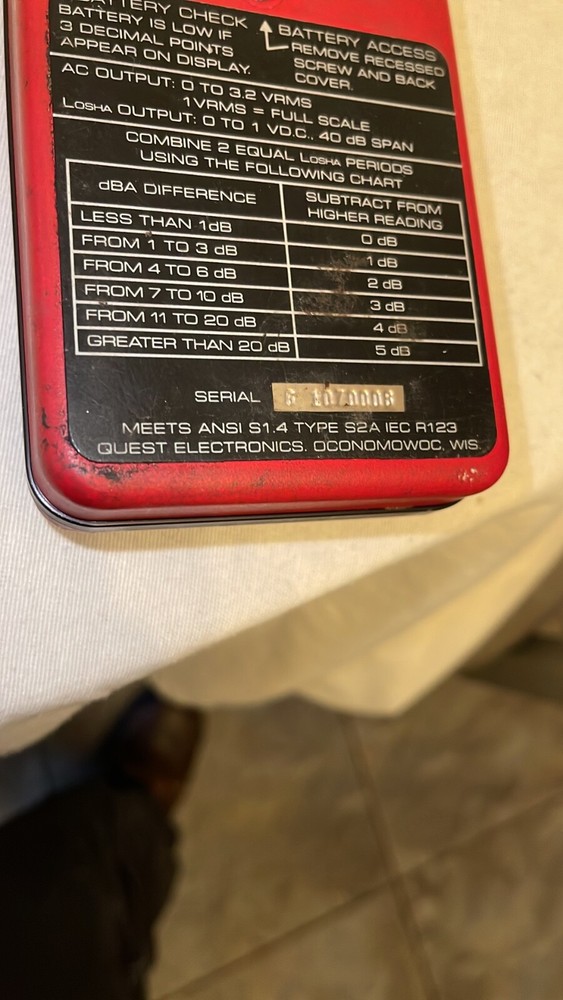 BATTERY CHECK
BATTERY IS LOW IF
3 DECIMAL POINTS
APPEAR ON DISPLAY.
BATTERY ACCESS
REMOVE RECESSED
SCREW AND BACK
COVER.
AC OUTPUT: 0 TO 3.2 VRMS
1VRMS = FULL SCALE
LOSHA OUTPUT: 0 TO 1 VD.C., 40 dB SPAN
COMBINE 2 EQUAL LOSHA PERIODS
USING THE FOLLOWING CHART
dBA DIFFERENCE
SUBTRACT FROM
HIGHER READING
LESS THAN 1dB 0 dB
FROM 1 TO 3 dB 1 dB
FROM 4 TO 6 dB 2 dB
FROM 7 TO 10 dB 3 dB
FROM 11 TO 20 dB 4 dB
GREATER THAN 20 dB 5 dB
SERIAL
MEETS ANSI S1.4 TYPE S2A IEC R123
QUEST ELECTRONICS. OCONOMOWOC, WIS.